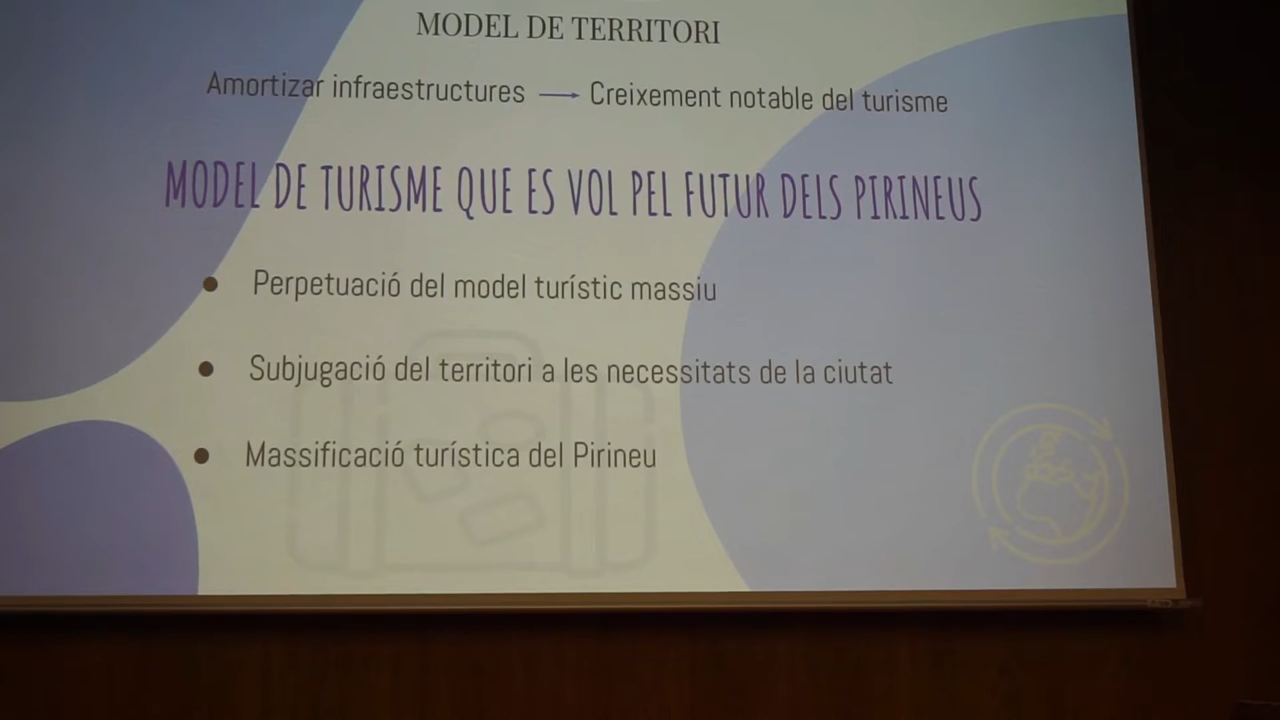 MODEL DE TERRITORI
Amortizar infraestructures → Creixement notable del turisme
MODEL DE TURISME QUE ES VOL PEL FUTUR DELS PIRINEUS
● Perpetuació del model turístic massiu
● Subjugació del territori a les necessitats de la ciutat
● Massificació turística del Pirineu